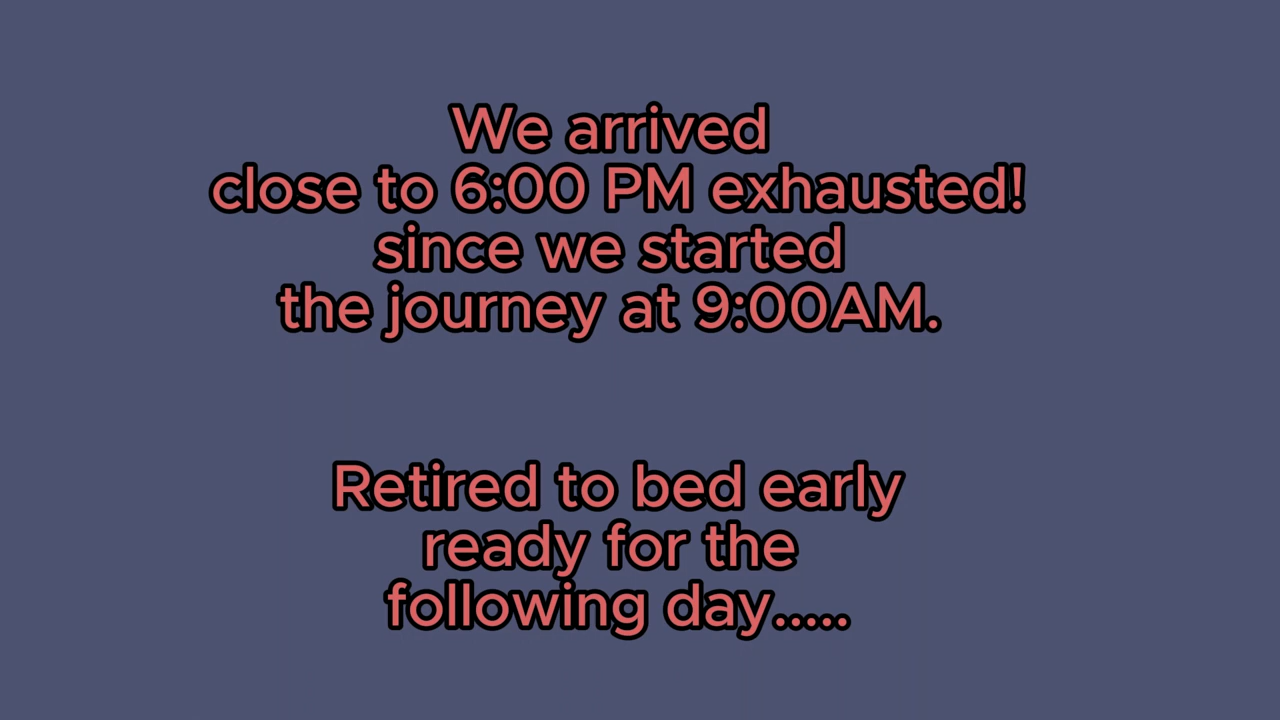 We arrived
close to 6:00 PM exhausted!
since we started
the journey at 9:00AM.
Retired to bed early
ready for the
following day.....